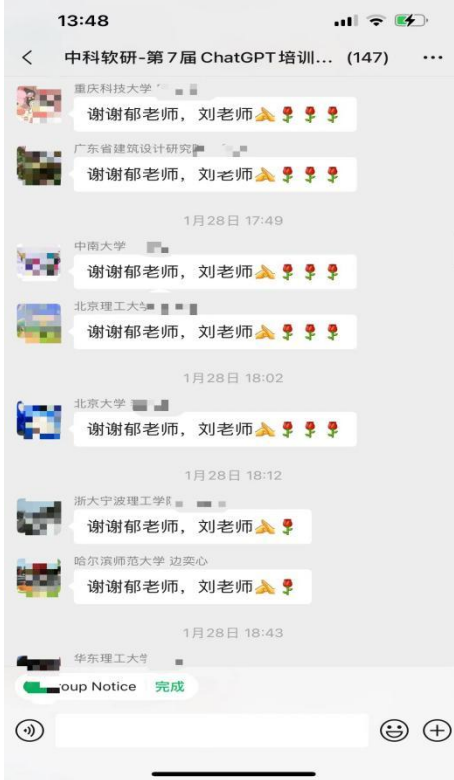 13:48
中科软研-第7届 ChatGPT培训... (147)
重庆科技大学
谢谢郁老师，刘老师🙏🌹🌹🌹
广东省建筑设计研究院
谢谢郁老师，刘老师🙏🌹🌹🌹
1月28日 17:49
中南大学
谢谢郁老师，刘老师🙏🌹🌹🌹
北京理工大学
谢谢郁老师，刘老师🙏🌹🌹🌹
1月28日 18:02
北京大学
谢谢郁老师，刘老师🙏🌹🌹🌹
1月28日 18:12
浙大宁波理工学院
谢谢郁老师，刘老师🙏🌹
哈尔滨师范大学 边奕心
谢谢郁老师，刘老师🙏🌹
1月28日 18:43
华东理工大学
Group Notice 完成